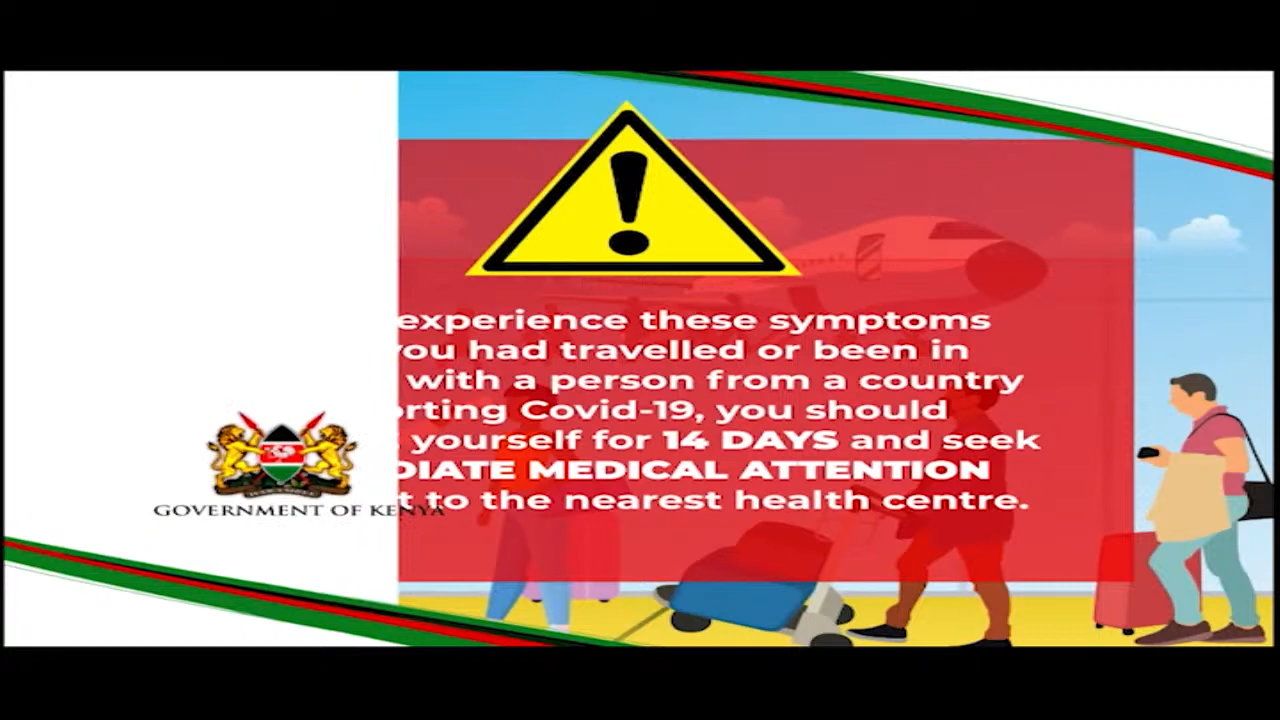 experience these symptoms
you had travelled or been in
with a person from a country
orting Covid-19, you should
yourself for 14 DAYS and seek
DIATE MEDICAL ATTENTION
t to the nearest health centre.
GOVERNMENT OF KENYA